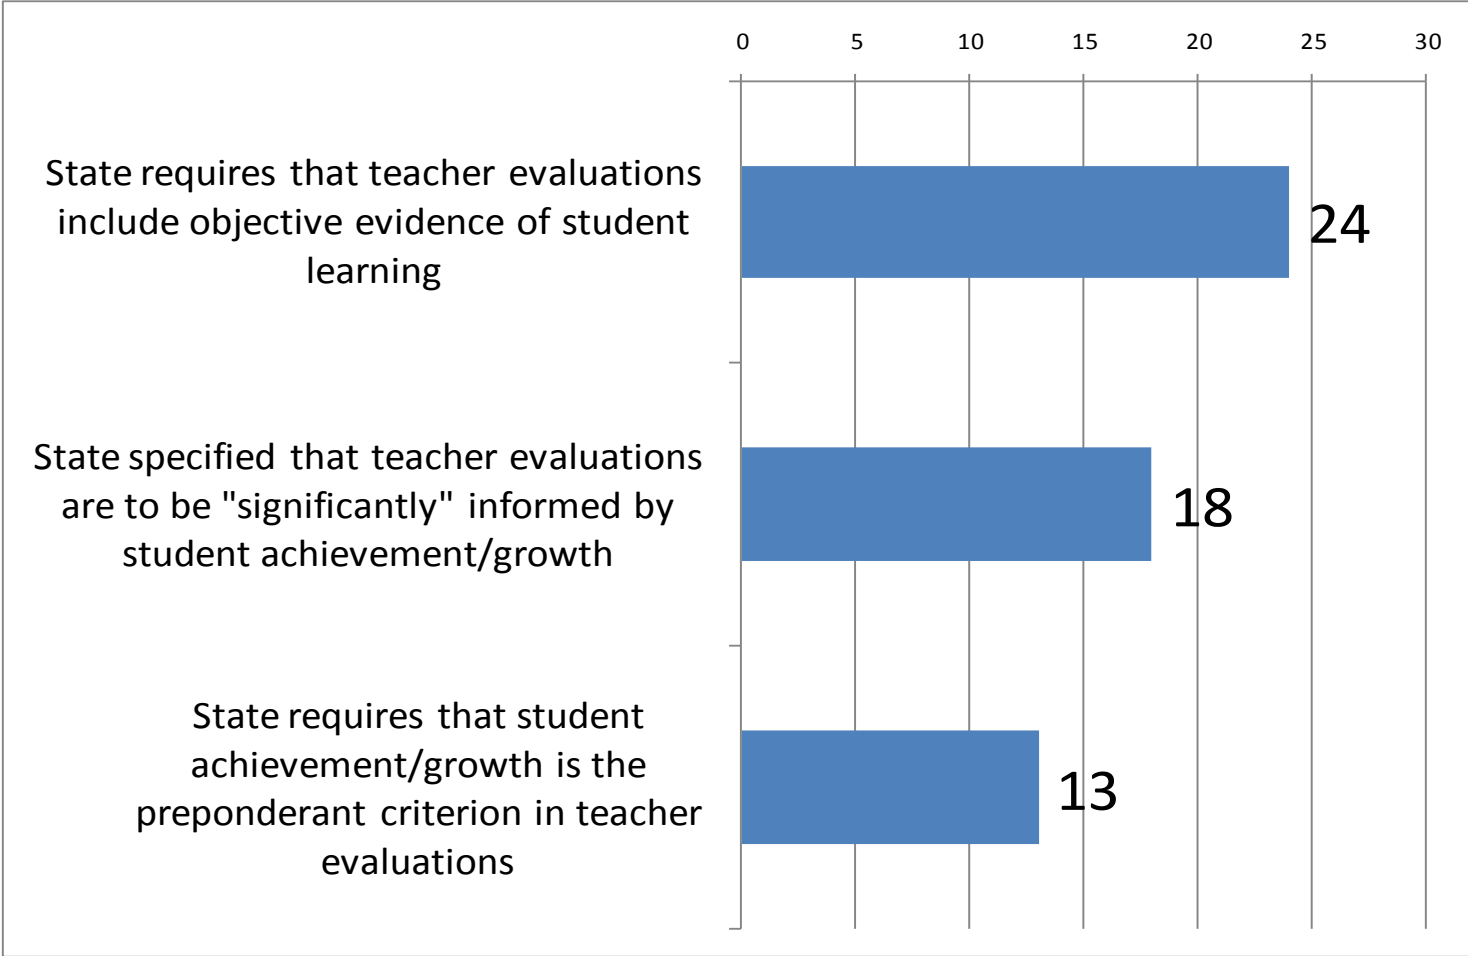 0 5 10 15 20 25 30
State requires that teacher evaluations
include objective evidence of student
learning
24
State specified that teacher evaluations
are to be "significantly" informed by
student achievement/growth
18
State requires that student
achievement/growth is the
preponderant criterion in teacher
evaluations
13